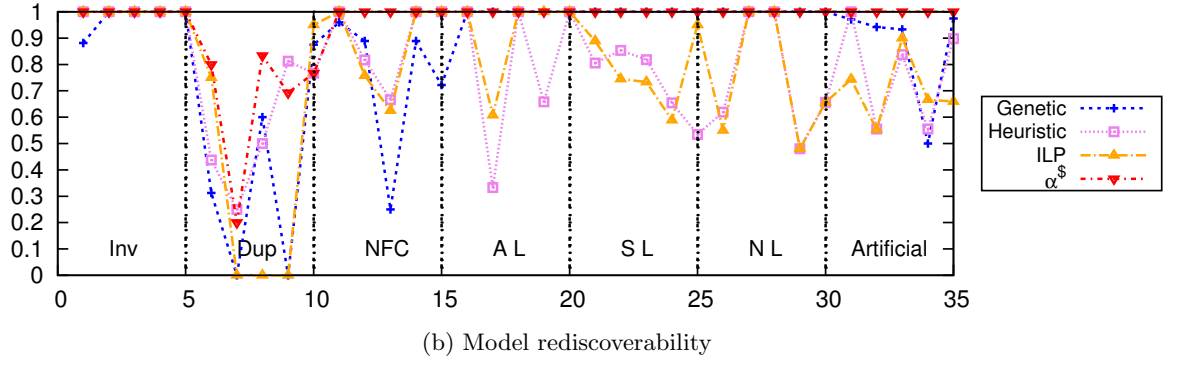 1
0.9
0.8
0.7
0.6
0.5
0.4
0.3
0.2
0.1
0
Inv Dup NFC A L S L N L Artificial
0 5 10 15 20 25 30 35
Genetic
Heuristic
ILP
α$
(b) Model rediscoverability